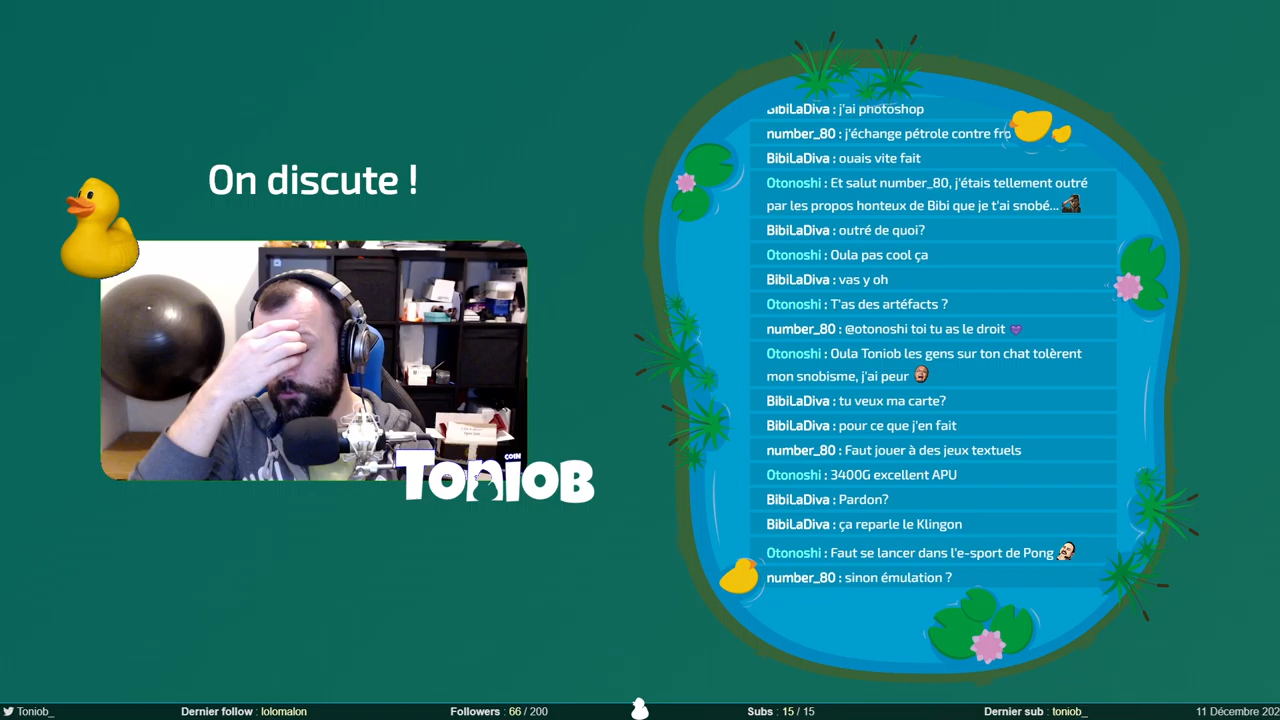 On discute !
COIN
TONIOB
BibiLaDiva : j'ai photoshop
number_80 : j'échange pétrole contre fro
BibiLaDiva : ouais vite fait
Otonoshi : Et salut number_80, j'étais tellement outré
par les propos honteux de Bibi que je t'ai snobé...
BibiLaDiva : outré de quoi?
Otonoshi : Oula pas cool ça
BibiLaDiva : vas y oh
Otonoshi : T'as des artéfacts ?
number_80 : @otonoshi toi tu as le droit 💜
Otonoshi : Oula Toniob les gens sur ton chat tolèrent
mon snobisme, j'ai peur
BibiLaDiva : tu veux ma carte?
BibiLaDiva : pour ce que j'en fait
number_80 : Faut jouer à des jeux textuels
Otonoshi : 3400G excellent APU
BibiLaDiva : Pardon?
BibiLaDiva : ça reparle le Klingon
Otonoshi : Faut se lancer dans l'e-sport de Pong
number_80 : sinon émulation ?
Toniob_
Dernier follow : lolomalon
Followers : 66 / 200
Subs : 15 / 15
Dernier sub : toniob_
11 Décembre 202